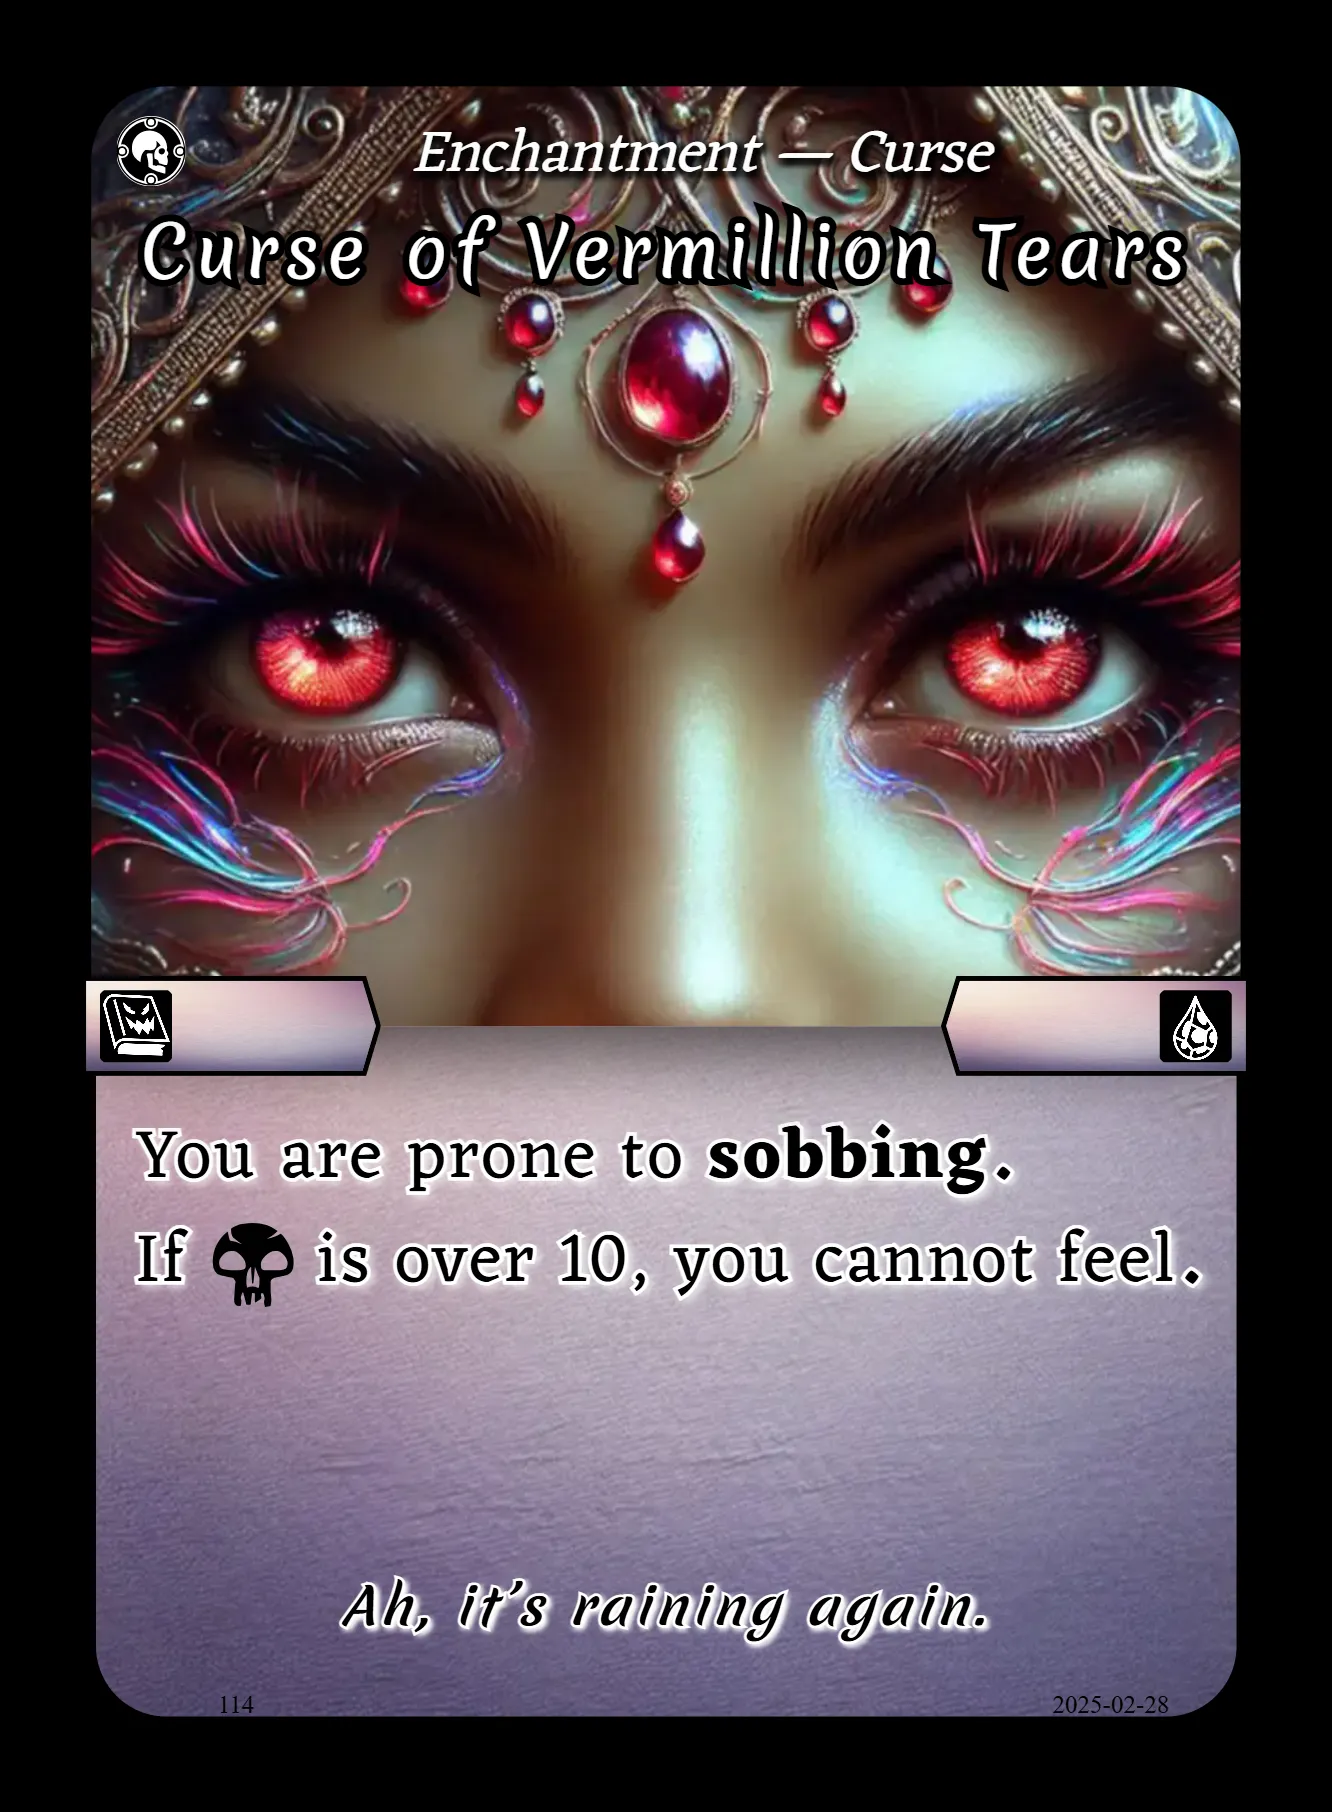 Enchantment — Curse
Curse of Vermillion Tears
You are prone to sobbing.
If is over 10, you cannot feel.
Ah, it's raining again.
114
2025-02-28